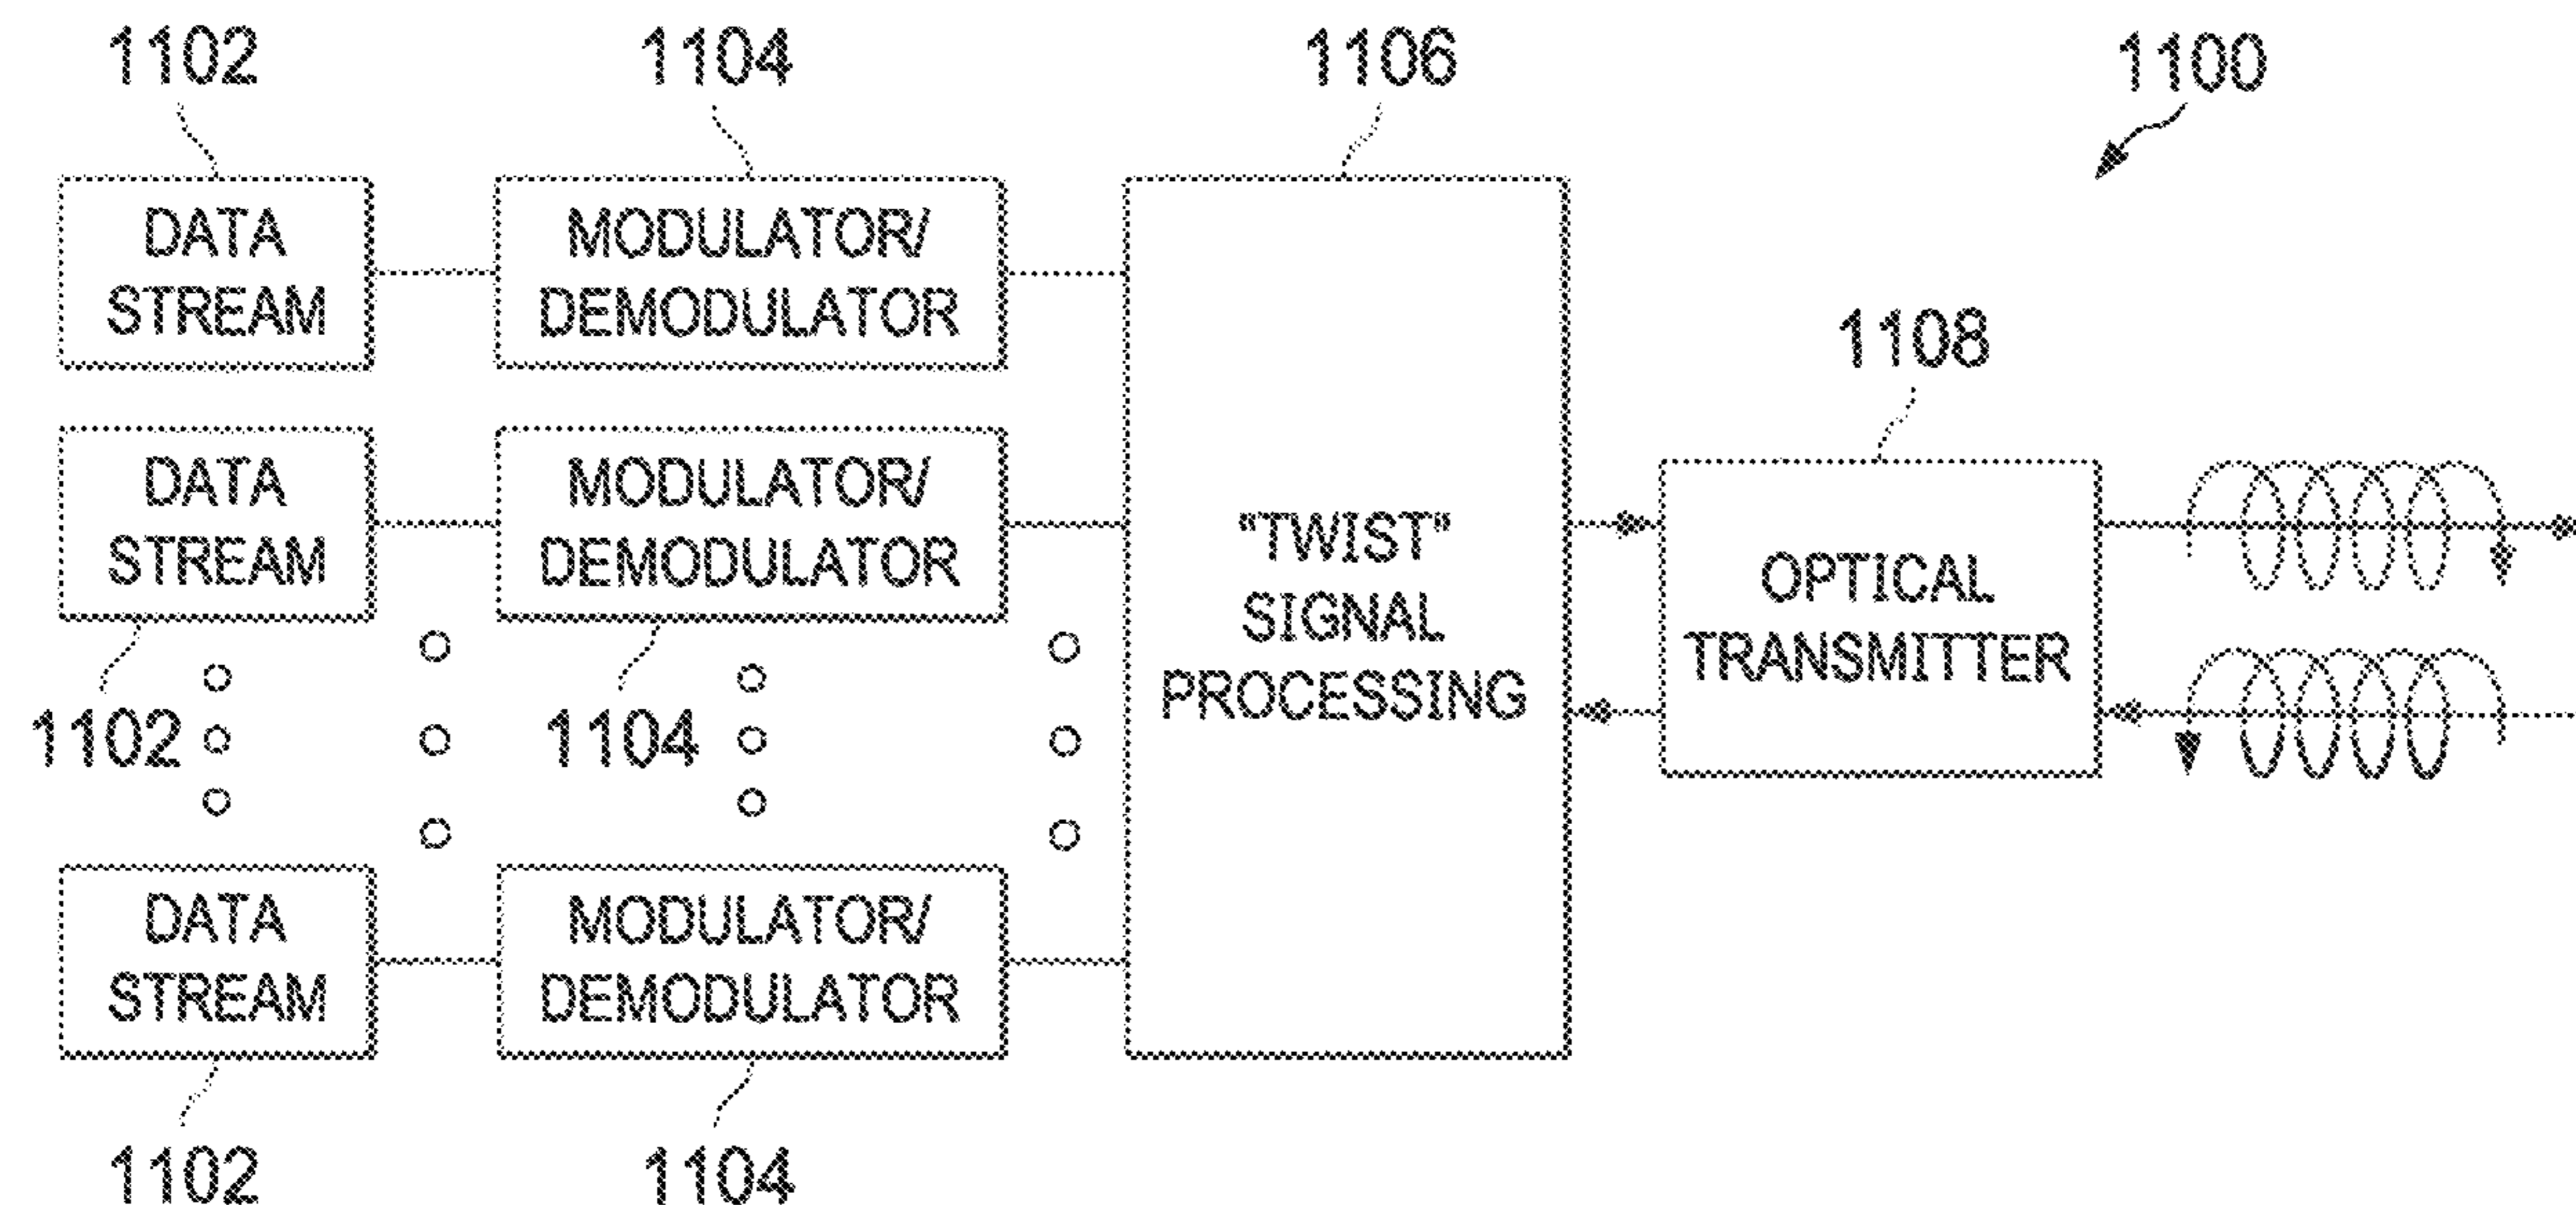 1102
1104
1106
1100
DATA
STREAM
MODULATOR/
DEMODULATOR
1108
DATA
STREAM
MODULATOR/
DEMODULATOR
"TWIST"
SIGNAL
PROCESSING
OPTICAL
TRANSMITTER
1102
1104
DATA
STREAM
MODULATOR/
DEMODULATOR
1102
1104